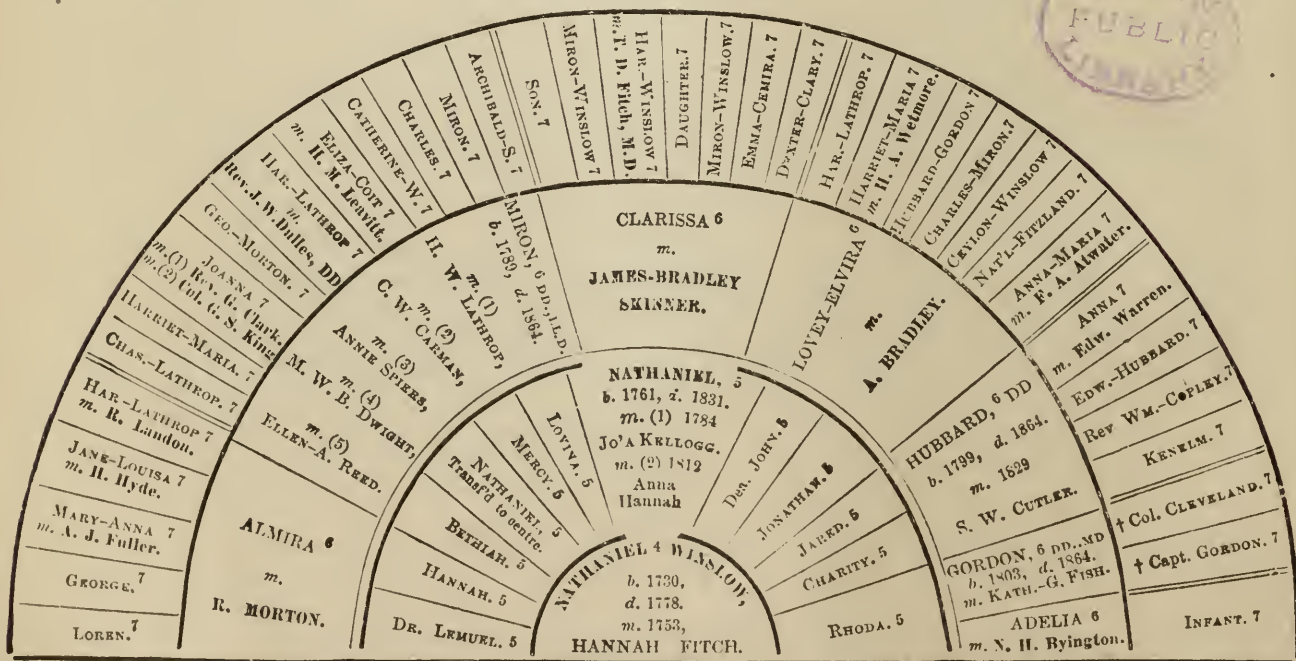 PUBLIC
LIBRARY
LOREN. 7
GEORGE. 7
MARY-ANNA 7
m. A. J. Fuller.
JANE-LOUISA 7
m. H. Hyde.
HAR-LATHROP 7
m. R. Landon.
CHAS.-LATHROP. 7
HARRIET-MARIA. 7
JOANNA 7
m. (1) Rev. G. Clark.
m. (2) Col. G. S. King
GEO.-MORTON. 7
HAR.-LATHROP 7
m.
Rev. J. W. Dulles, DD
ELIZA-COIT 7
m. H. M. Leavitt.
CATHERINE-W. 7
CHARLES. 7
MIRON. 7
ARCHIBALD-S. 7
SON. 7
MIRON-WINSLOW 7
HAR.-WINSLOW 7
m. T. D. Fitch, M.D.
DAUGHTER. 7
MIRON-WINSLOW. 7
EMMA-CEMIRA. 7
DEXTER-CLARY. 7
HAR.-LATHROP. 7
HARRIET-MARIA 7
m. H. A. Wetmore.
HUBBARD-GORDON 7
CHARLES-MIRON. 7
CEYLON-WINSLOW 7
NAT'L-FITZLAND. 7
ANNA-MARIA 7
m. F. A. Atwater.
ANNA 7
m. Edw. Warren.
EDW.-HUBBARD. 7
Rev WM.-COPLEY. 7
KENELM. 7
† Col. CLEVELAND. 7
† Capt. GORDON. 7
INFANT. 7
ALMIRA 6
m.
R. MORTON.
MIRON, 6 DD., LL.D.
b. 1789, d. 1864.
m. (1)
H. W. LATHROP,
m. (2)
C. W. CARMAN,
m. (3)
ANNIE SPIERS,
m. (4)
M. W. B. DWIGHT,
m. (5)
ELLEN-A. REED.
CLARISSA 6
m.
JAMES-BRADLEY
SKINNER.
LOVEY-ELVIRA 6
m.
A. BRADLEY.
HUBBARD, 6 DD
b. 1799, d. 1864.
m. 1829
S. W. CUTLER.
GORDON, 6 DD., MD
b. 1803, d. 1864.
m. KATH.-G. FISH.
ADELIA 6
m. N. H. Byington.
DR. LEMUEL. 5
HANNAH. 5
BETHIAH. 5
NATHANIEL, 5
Transf'd to centre.
MERCY. 5
LOVINA. 5
NATHANIEL, 5
b. 1761, d. 1831.
m. (1) 1784
JO'A KELLOGG.
m. (2) 1812
Anna
Hannah
Dea. JOHN. 5
JONATHAN. 5
JARED. 5
CHARITY. 5
RHODA. 5
NATHANIEL 4 WINSLOW,
b. 1730,
d. 1778.
m. 1753,
HANNAH FITCH.